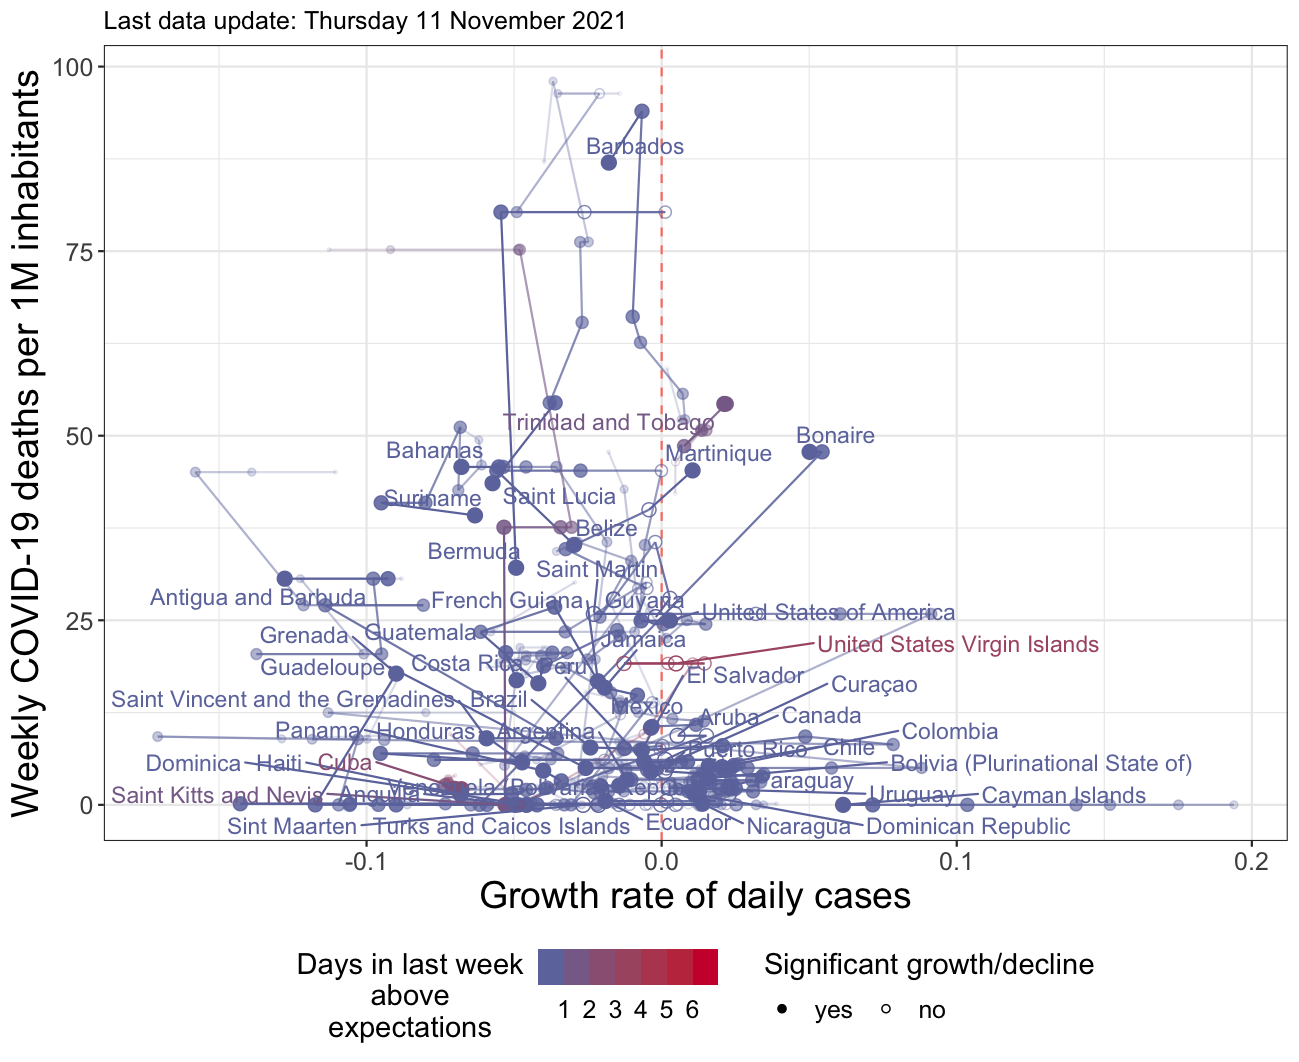 Last data update: Thursday 11 November 2021
Weekly COVID-19 deaths per 1M inhabitants
100
75
50
25
0
Barbados
Trinidad and Tobago
Bonaire
Bahamas
Martinique
Suriname
Saint Lucia
Belize
Bermuda
Saint Martin
Antigua and Barbuda
French Guiana
Guyana
United States of America
Grenada
Guatemala
Jamaica
United States Virgin Islands
Guadeloupe
Costa Rica
Peru
El Salvador
Curaçao
Saint Vincent and the Grenadines
Brazil
Mexico
Aruba
Canada
Panama
Honduras
Argentina
Colombia
Puerto Rico
Chile
Dominica
Haiti
Cuba
Bolivia (Plurinational State of)
Paraguay
Saint Kitts and Nevis
Anguilla
Venezuela (Bolivarian Republic
Uruguay
Cayman Islands
Sint Maarten
Turks and Caicos Islands
Ecuador
Nicaragua
Dominican Republic
-0.1
0.0
0.1
0.2
Growth rate of daily cases
Days in last week
above
expectations
1 2 3 4 5 6
Significant growth/decline
yes
no